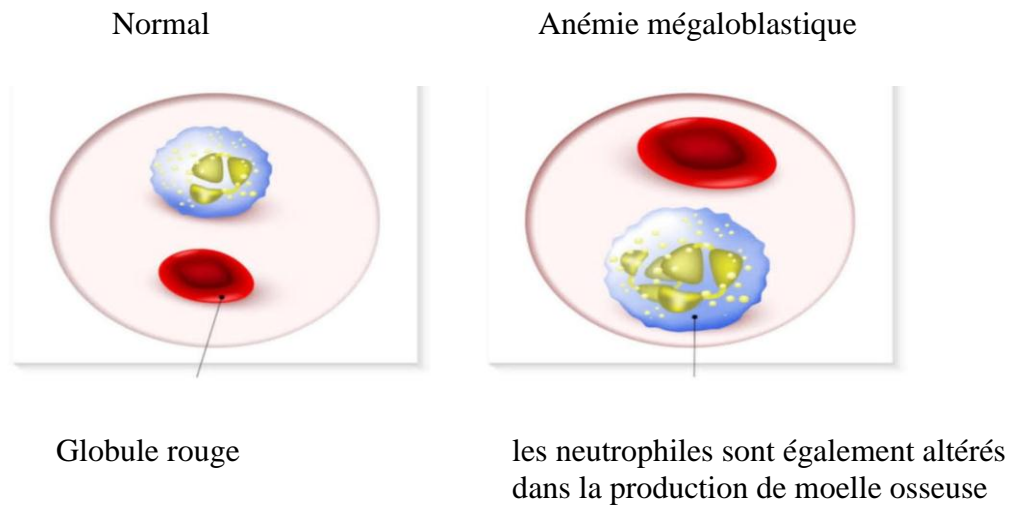 Normal
Anémie mégaloblastique
Globule rouge
les neutrophiles sont également altérés
dans la production de moelle osseuse